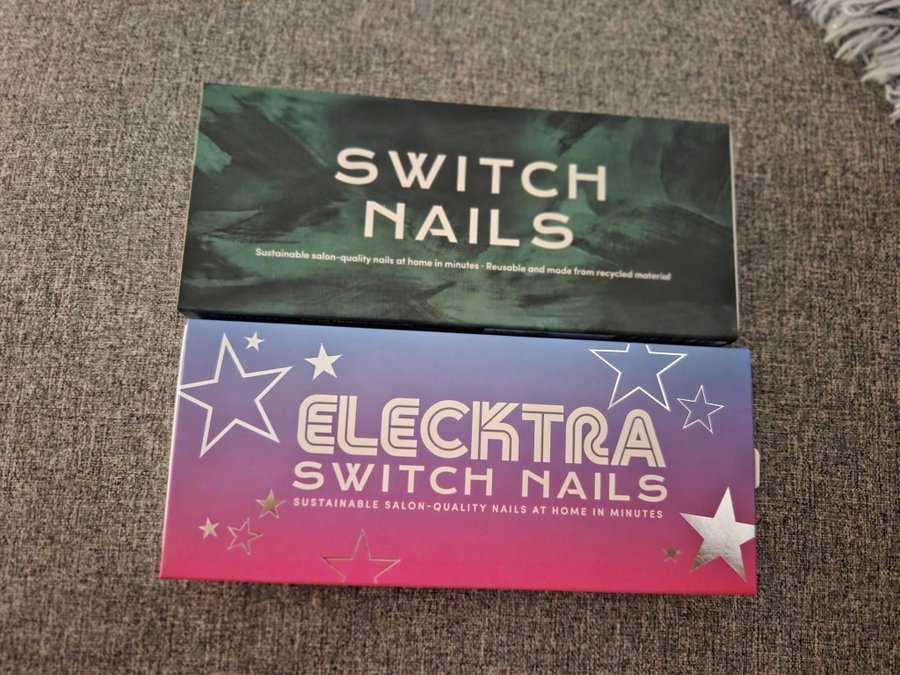 SWITCH
NAILS
Sustainable salon-quality nails at home in minutes · Reusable and made from recycled material
ELECKTRA
SWITCH NAILS
SUSTAINABLE SALON-QUALITY NAILS AT HOME IN MINUTES